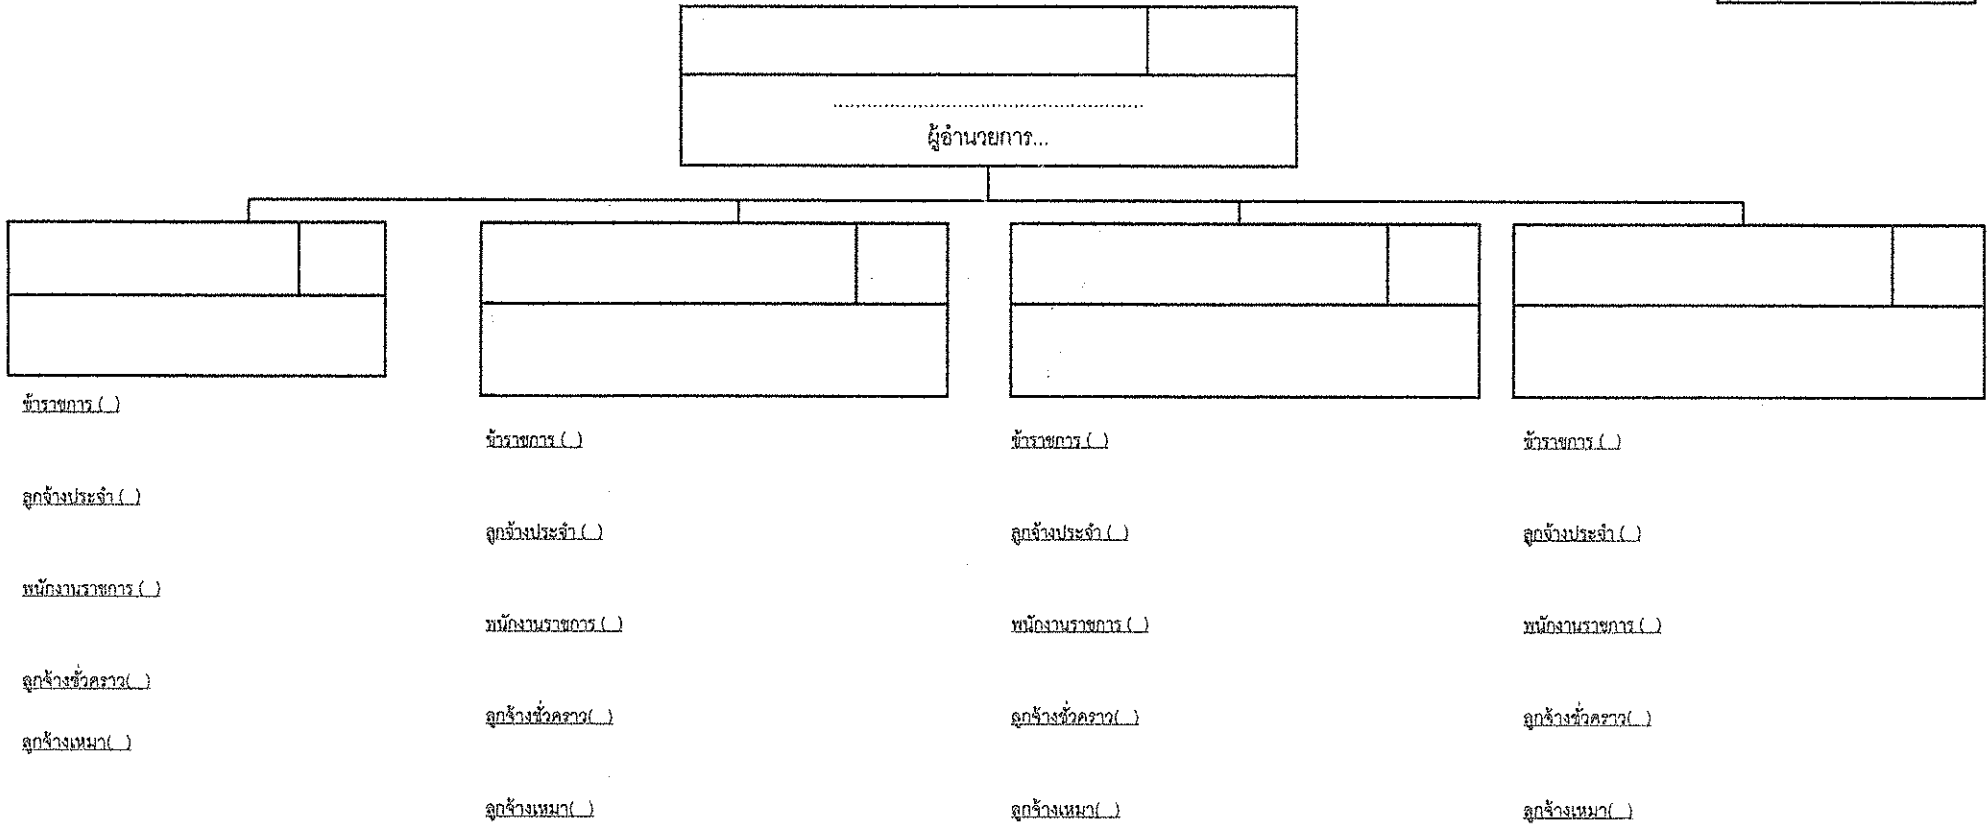 ........................................................
ผู้อำนวยการ...
ข้าราชการ (_)
ลูกจ้างประจำ (_)
พนักงานราชการ (_)
ลูกจ้างชั่วคราว(_)
ลูกจ้างเหมา(_)
ข้าราชการ (_)
ลูกจ้างประจำ (_)
พนักงานราชการ (_)
ลูกจ้างชั่วคราว(_)
ลูกจ้างเหมา(_)
ข้าราชการ (_)
ลูกจ้างประจำ (_)
พนักงานราชการ (_)
ลูกจ้างชั่วคราว(_)
ลูกจ้างเหมา(_)
ข้าราชการ (_)
ลูกจ้างประจำ (_)
พนักงานราชการ (_)
ลูกจ้างชั่วคราว(_)
ลูกจ้างเหมา(_)